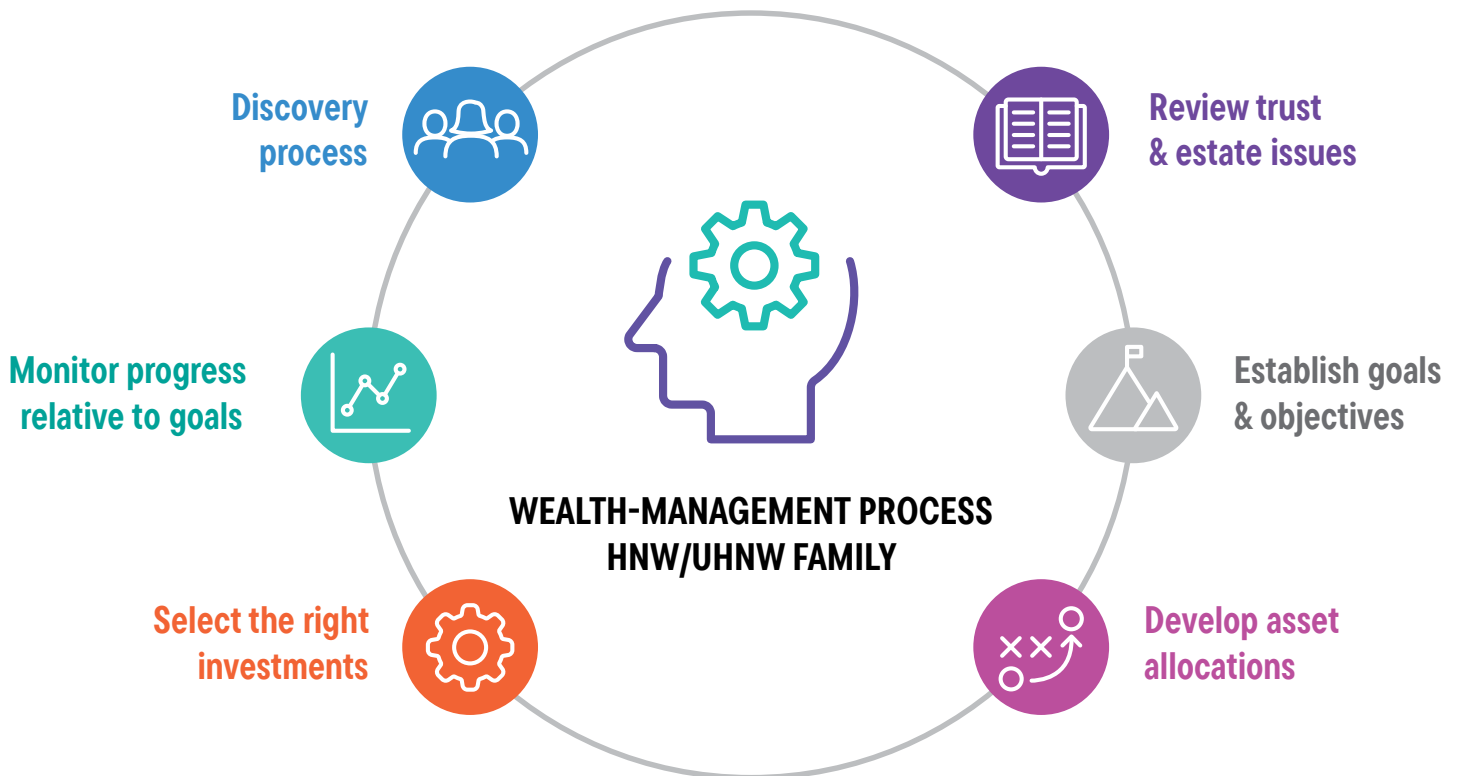 Discovery
process
Review trust
& estate issues
Establish goals
& objectives
Develop asset
allocations
Select the right
investments
Monitor progress
relative to goals
WEALTH-MANAGEMENT PROCESS
HNW/UHNW FAMILY